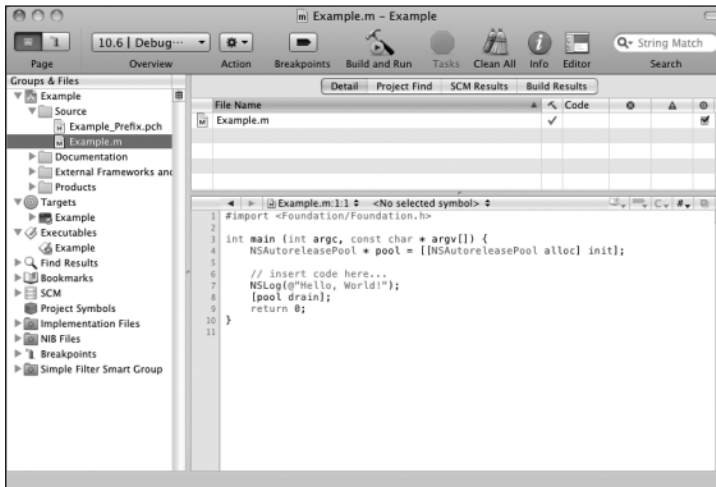 Example.m – Example
10.6 | Debug...
Page
Overview
Action
Breakpoints
Build and Run
Tasks
Clean All
Info
Editor
String Match
Search
Groups & Files
Example
Source
Example_Prefix.pch
Example.m
Documentation
External Frameworks and
Products
Targets
Example
Executables
Example
Find Results
Bookmarks
SCM
Project Symbols
Implementation Files
NIB Files
Breakpoints
Simple Filter Smart Group
Detail
Project Find
SCM Results
Build Results
File Name
Code
Example.m
Example.m:1:1
<No selected symbol>
C
#
1 #import <Foundation/Foundation.h>
2
3 int main (int argc, const char * argv[]) {
4 NSAutoreleasePool * pool = [[NSAutoreleasePool alloc] init];
5
6 // insert code here...
7 NSLog(@"Hello, World!");
8 [pool drain];
9 return 0;
10 }
11